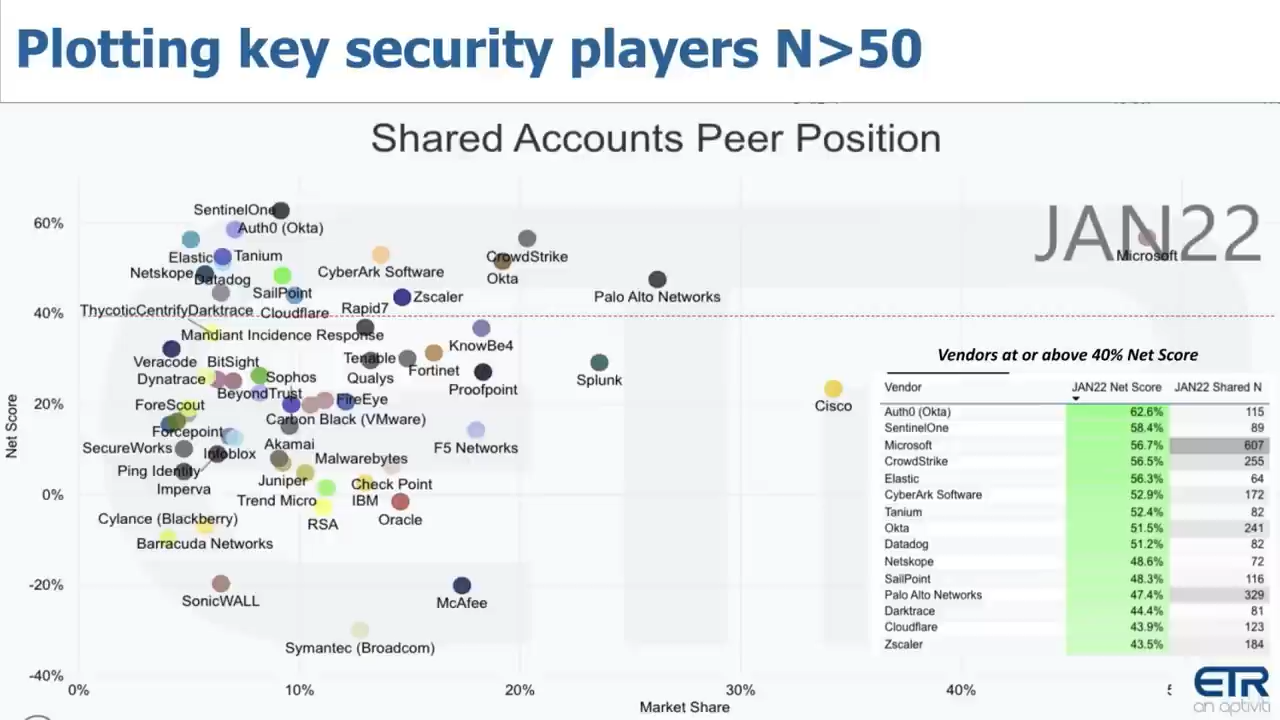 Plotting key security players N>50
Shared Accounts Peer Position
JAN22
60%
40%
20%
0%
-20%
-40%
Net Score
SentinelOne
Auth0 (Okta)
Elastic
Tanium
CrowdStrike
Microsoft
Netskope
Datadog
CyberArk Software
Okta
SailPoint
Zscaler
Palo Alto Networks
ThycoticCentrify
Darktrace
Cloudflare
Rapid7
Mandiant Incidence Response
KnowBe4
Veracode
BitSight
Tenable
Fortinet
Dynatrace
Sophos
Qualys
Proofpoint
Splunk
BeyondTrust
FireEye
ForeScout
Cisco
Carbon Black (VMware)
Forcepoint
SecureWorks
Infoblox
Akamai
F5 Networks
Ping Identity
Malwarebytes
Imperva
Juniper
Check Point
Trend Micro
IBM
Cylance (Blackberry)
RSA
Oracle
Barracuda Networks
SonicWALL
McAfee
Symantec (Broadcom)
Vendors at or above 40% Net Score
Vendor JAN22 Net Score JAN22 Shared N
Auth0 (Okta) 62.6% 115
SentinelOne 58.4% 89
Microsoft 56.7% 607
CrowdStrike 56.5% 255
Elastic 56.3% 64
CyberArk Software 52.9% 172
Tanium 52.4% 82
Okta 51.5% 241
Datadog 51.2% 82
Netskope 48.6% 72
SailPoint 48.3% 116
Palo Alto Networks 47.4% 329
Darktrace 44.4% 81
Cloudflare 43.9% 123
Zscaler 43.5% 184
0% 10% 20% 30% 40%
Market Share
ETR
an aptiviti